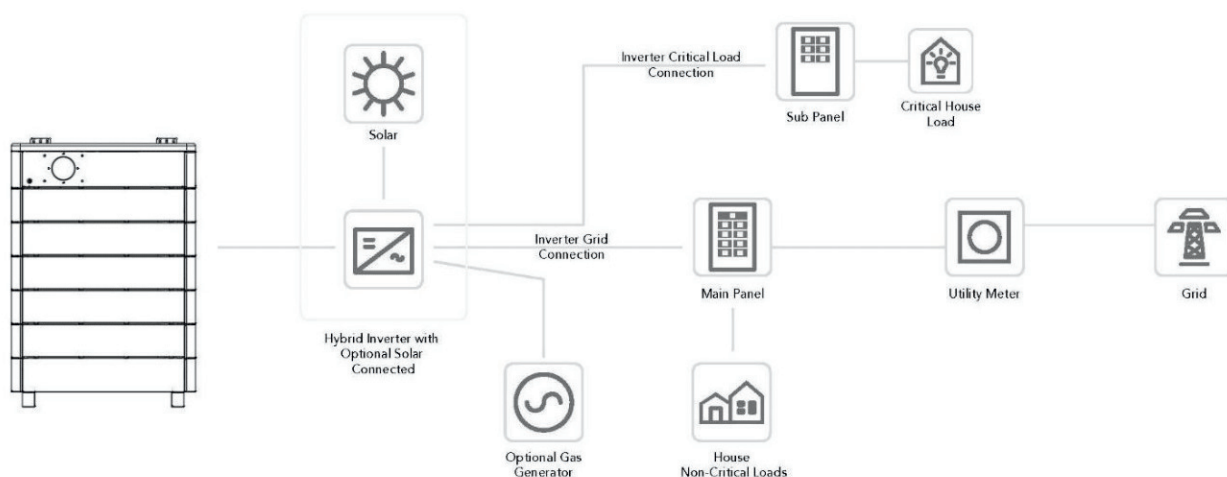 Solar
Inverter Critical Load
Connection
Sub Panel
Critical House
Load
Inverter Grid
Connection
Main Panel
Utility Meter
Grid
Hybrid Inverter with
Optional Solar
Connected
Optional Gas
Generator
House
Non-Critical Loads